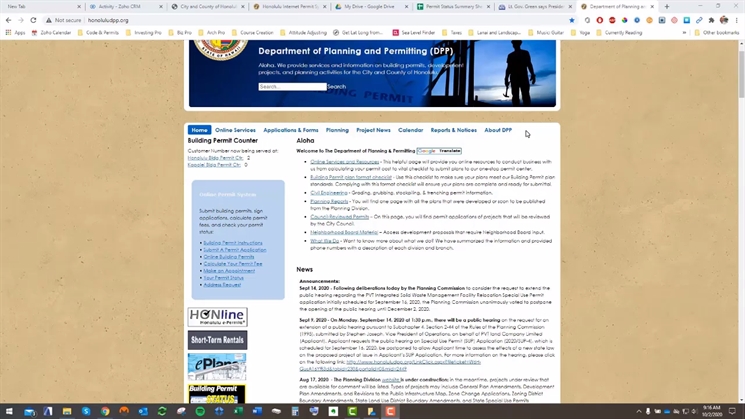 New Tab
Activity - Zoho CRM
City and County of Honolulu
Honolulu Internet Permit
My Drive - Google Drive
Permit Status Summary Sh
Lt. Gov. Green says Preside
Department of Planning an
honoluludpp.org
Apps
Zoho Calendar
Code/Permits
Investing
Biz Pro
Arch Pro
Course Creation
Attitude Adjusting
Get Lei Going from
Sea Level Finder
Taxes
Lanai and Landscap
Music Guitar
Yoga
Currently Reading
Other bookmarks
Department of Planning and Permitting (DPP)
Aloha. We provide services and information on building permits, development
projects, and planning activities for the City and County of Honolulu.
Search...
Search
BUILDING PERMIT
Home
Online Services
Applications & Forms
Planning
Project News
Calendar
Reports & Notices
About DPP
Building Permit Counter
Customer Number now being served at:
Honolulu Bldg Permit Ctr. 2
Kapolei Bldg Permit Ctr. 0
Submit building permits, sign
applications, calculate permit
fees, and check your permit
status!
Building Permit Instructions
Submit A Permit Application
Online Building Permits
Calculate Your Permit Fee
Make an Appointment
Your Permit Status
Address Request
HONline
Honolulu e-Permits
Short-Term Rentals
ePlans
Building Permit
STATUS
Aloha
Welcome to The Department of Planning & Permitting
Google Translate
Online Services and Resources - This helpful page will provide you online resources to conduct business with
us from calculating your permit cost to vital checklist to submit plans to our onestep permit center.
Building Permit plan format checklist - Use this checklist to make sure your plans meet our Building Permit plan
standards. Complying with this format checklist will ensure your plans are complete and ready for submittal.
Civil Engineering - Grading, grubbing, stockpiling, & trenching permit information.
Planning Reports - You will find one page with all the plans that were developed or soon to be published
from the Planning Division.
Council Reviewed Permits - On this page, you will find permit applications of projects that will be reviewed
by the City Council.
Neighborhood Board Material - Access development proposals that require Neighborhood Board input.
What We Do - Want to know more about what we do? We have summarized the information and provided
phone numbers with a description of each division and branch.
News
Announcements:
Sept 14, 2020 - Following deliberations today by the Planning Commission to consider the request to extend the
public hearing regarding the PVT Integrated Solid Waste Management Facility Relocation Special Use Permit
application initially scheduled for September 16, 2020, the Planning Commission unanimously voted to postpone
the opening of the public hearing until December 2, 2020.
Sept 9, 2020 - On Monday, September 14, 2020 at 1:30 p.m. there will be a public hearing on the request for an
extension of a public hearing pursuant to Subchapter 4, Section 2-44 of the Rules of the Planning Commission
(1990), submitted by Stephen Joseph, Vice President of Operations on behalf of PVT Land Company Limited
(Applicant). Applicant requests the public hearing on Special Use Permit (SUP) Application (2020/SUP-4), which is
scheduled for September 16, 2020, be postponed to allow Applicant time to assess the effects of a new state law
on the proposed project at issue in Applicant's SUP Application. For more information on the hearing, please
click on the following link.
Aug 17, 2020 - The Planning Division website is under construction; in the meantime, projects under review that
are available for comment will be listed here. Types of projects may include General Plan Amendments, Development
Plan Amendments, and Revisions to the Public Infrastructure Map, Zone Change Applications, Zoning District
Boundary Amendments, State Land Use District Boundary Amendments, and State Special Use Permits
9:16 AM
10/2/2020